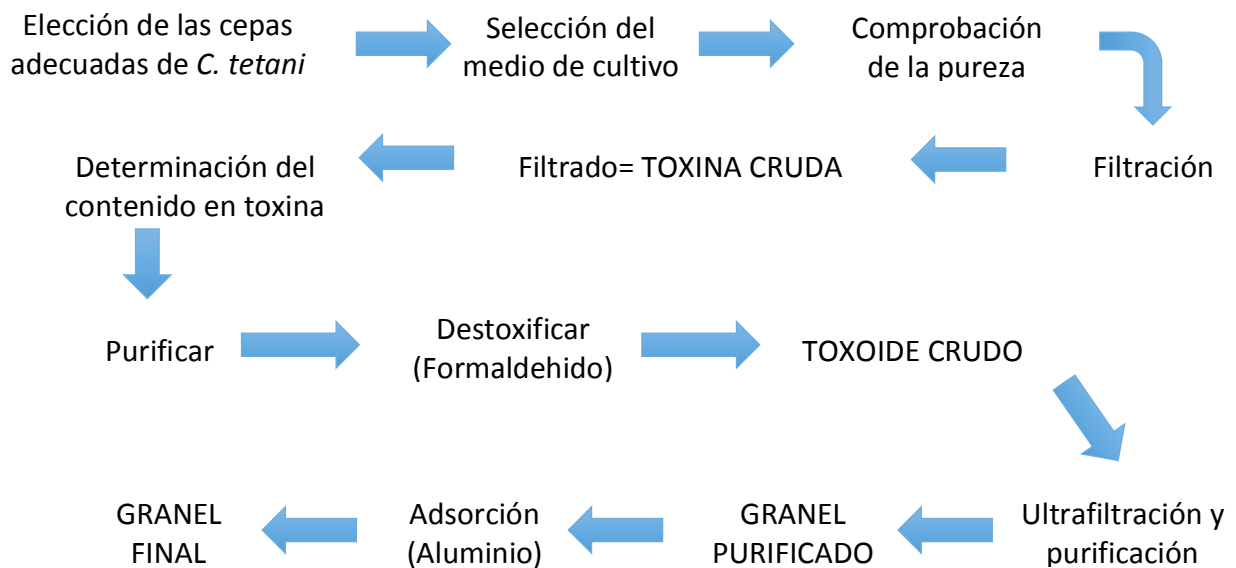 Elección de las cepas
adecuadas de C. tetani
Selección del
medio de cultivo
Comprobación
de la pureza
Filtración
Filtrado= TOXINA CRUDA
Determinación del
contenido en toxina
Purificar
Destoxificar
(Formaldehido)
TOXOIDE CRUDO
Ultrafiltración y
purificación
GRANEL
PURIFICADO
Adsorción
(Aluminio)
GRANEL
FINAL